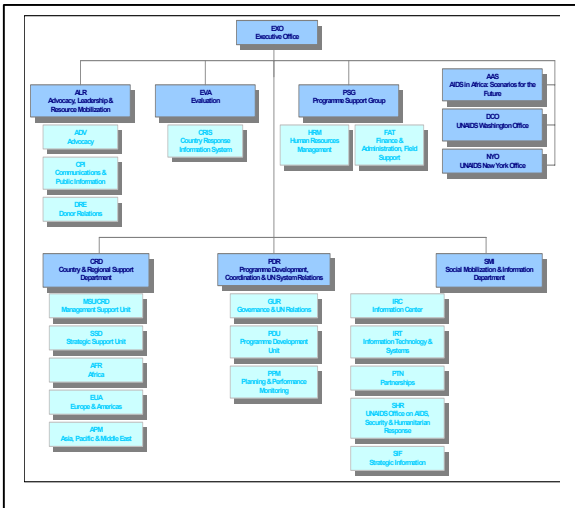 EXO
Executive Office
ALR
Advocacy, Leadership &
Resource Mobilization
EVA
Evaluation
PSG
Programme Support Group
AAS
AIDS in Africa: Scenarios for the
Future
DCO
UNAIDS Washington Office
NYO
UNAIDS New York Office
ADV
Advocacy
CPI
Communications &
Public Information
DRE
Donor Relations
CRIS
Country Response
Information System
HRM
Human Resources
Management
FAT
Finance &
Administration, Field
Support
CRD
Country & Regional Support
Department
PDR
Programme Development,
Coordination & UN System Relations
SMI
Social Mobilization & Information
Department
MSU/CRD
Management Support Unit
SSD
Strategic Support Unit
AFR
Africa
EUA
Europe & Americas
APM
Asia, Pacific & Middle East
GUR
Governance & UN Relations
PDU
Programme Development
Unit
PPM
Planning & Performance
Monitoring
IRC
Information Center
IRT
Information Technology &
Systems
PTN
Partnerships
SHR
UNAIDS Office on AIDS,
Security & Humanitarian
Response
SIF
Strategic Information